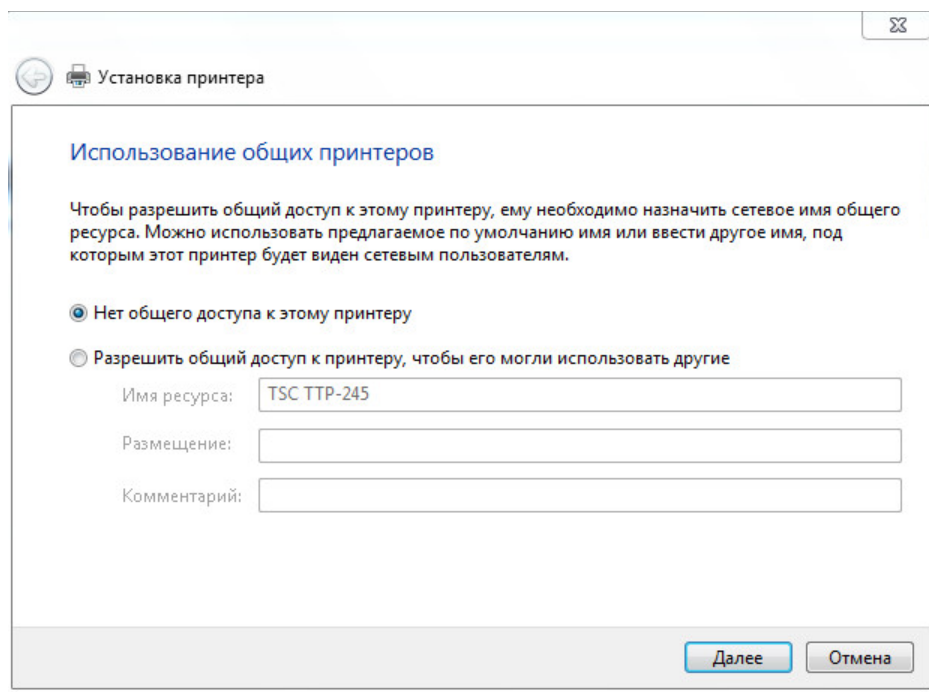 Установка принтера
Использование общих принтеров
Чтобы разрешить общий доступ к этому принтеру, ему необходимо назначить сетевое имя общего
ресурса. Можно использовать предлагаемое по умолчанию имя или ввести другое имя, под
которым этот принтер будет виден сетевым пользователям.
Нет общего доступа к этому принтеру
Разрешить общий доступ к принтеру, чтобы его могли использовать другие
Имя ресурса: TSC TTP-245
Размещение:
Комментарий:
Далее Отмена